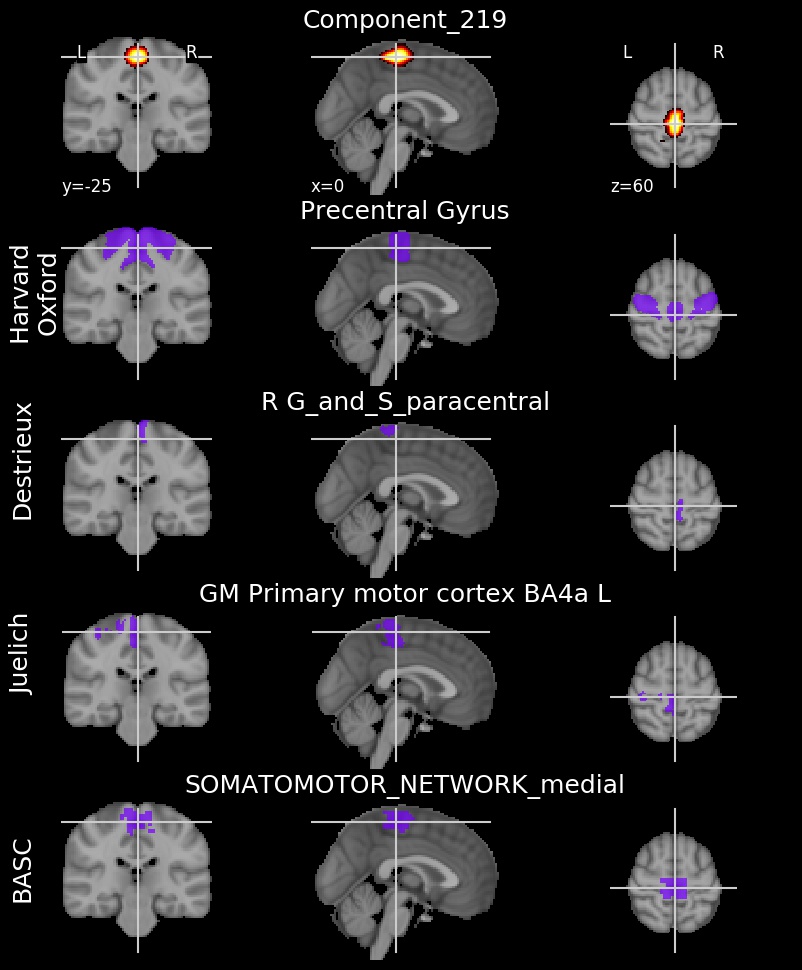 Component_219
L R
L R
y=-25
x=0
z=60
Precentral Gyrus
Harvard
Oxford
R G_and_S_paracentral
Destrieux
GM Primary motor cortex BA4a L
Juelich
SOMATOMOTOR_NETWORK_medial
BASC